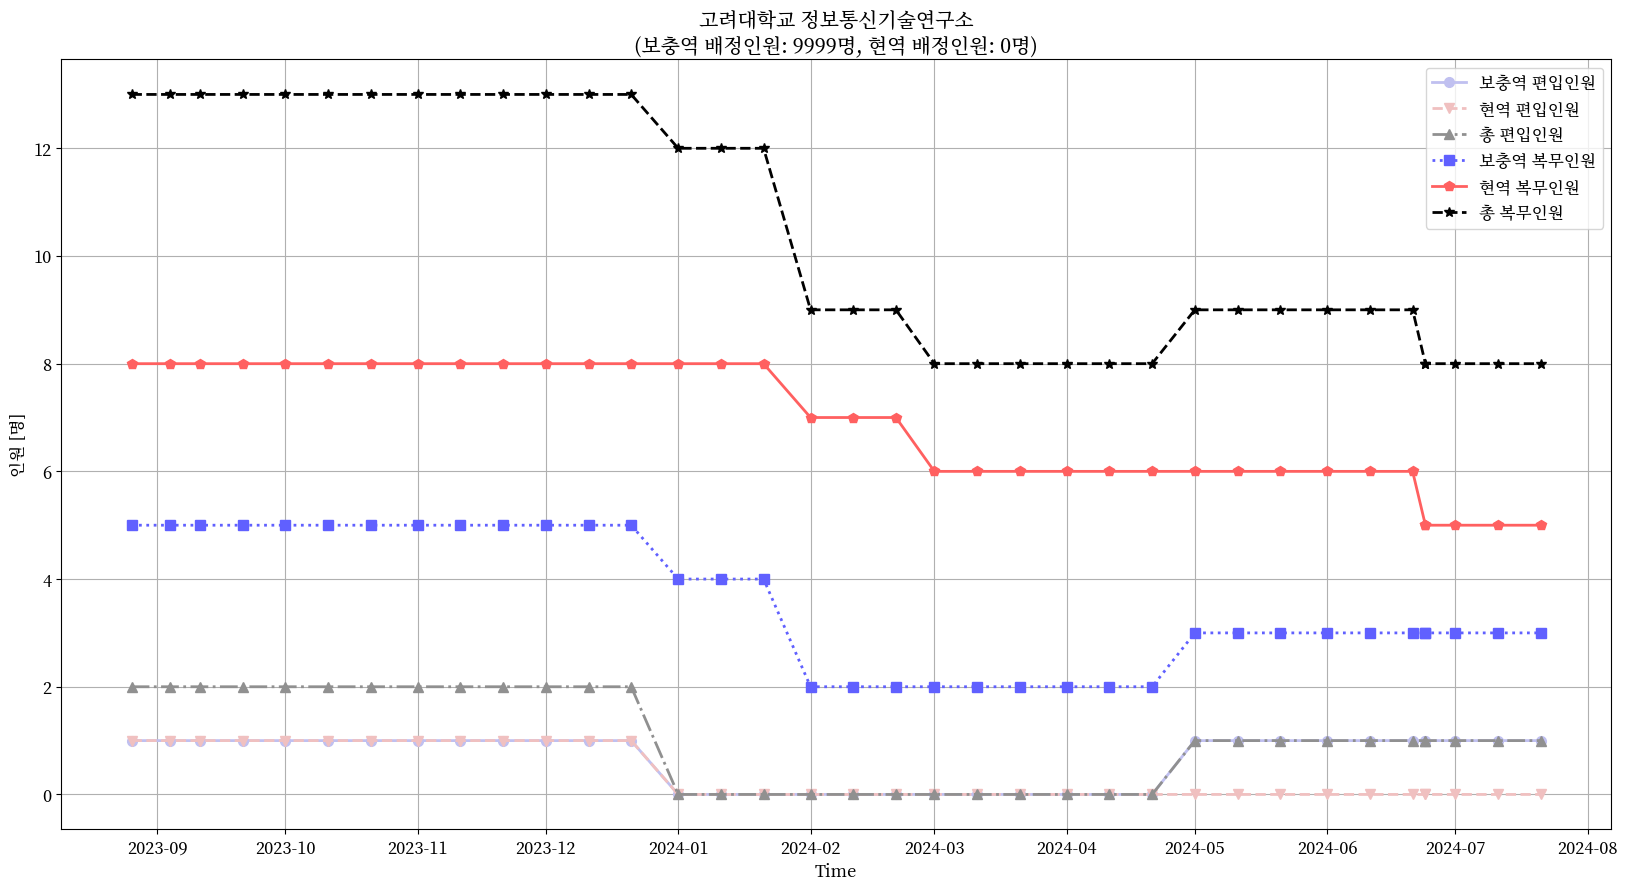 고려대학교 정보통신기술연구소
(보충역 배정인원: 9999명, 현역 배정인원: 0명)
보충역 편입인원
현역 편입인원
총 편입인원
보충역 복무인원
현역 복무인원
총 복무인원
인원 [명]
12
10
8
6
4
2
0
2023-09 2023-10 2023-11 2023-12 2024-01 2024-02 2024-03 2024-04 2024-05 2024-06 2024-07 2024-08
Time